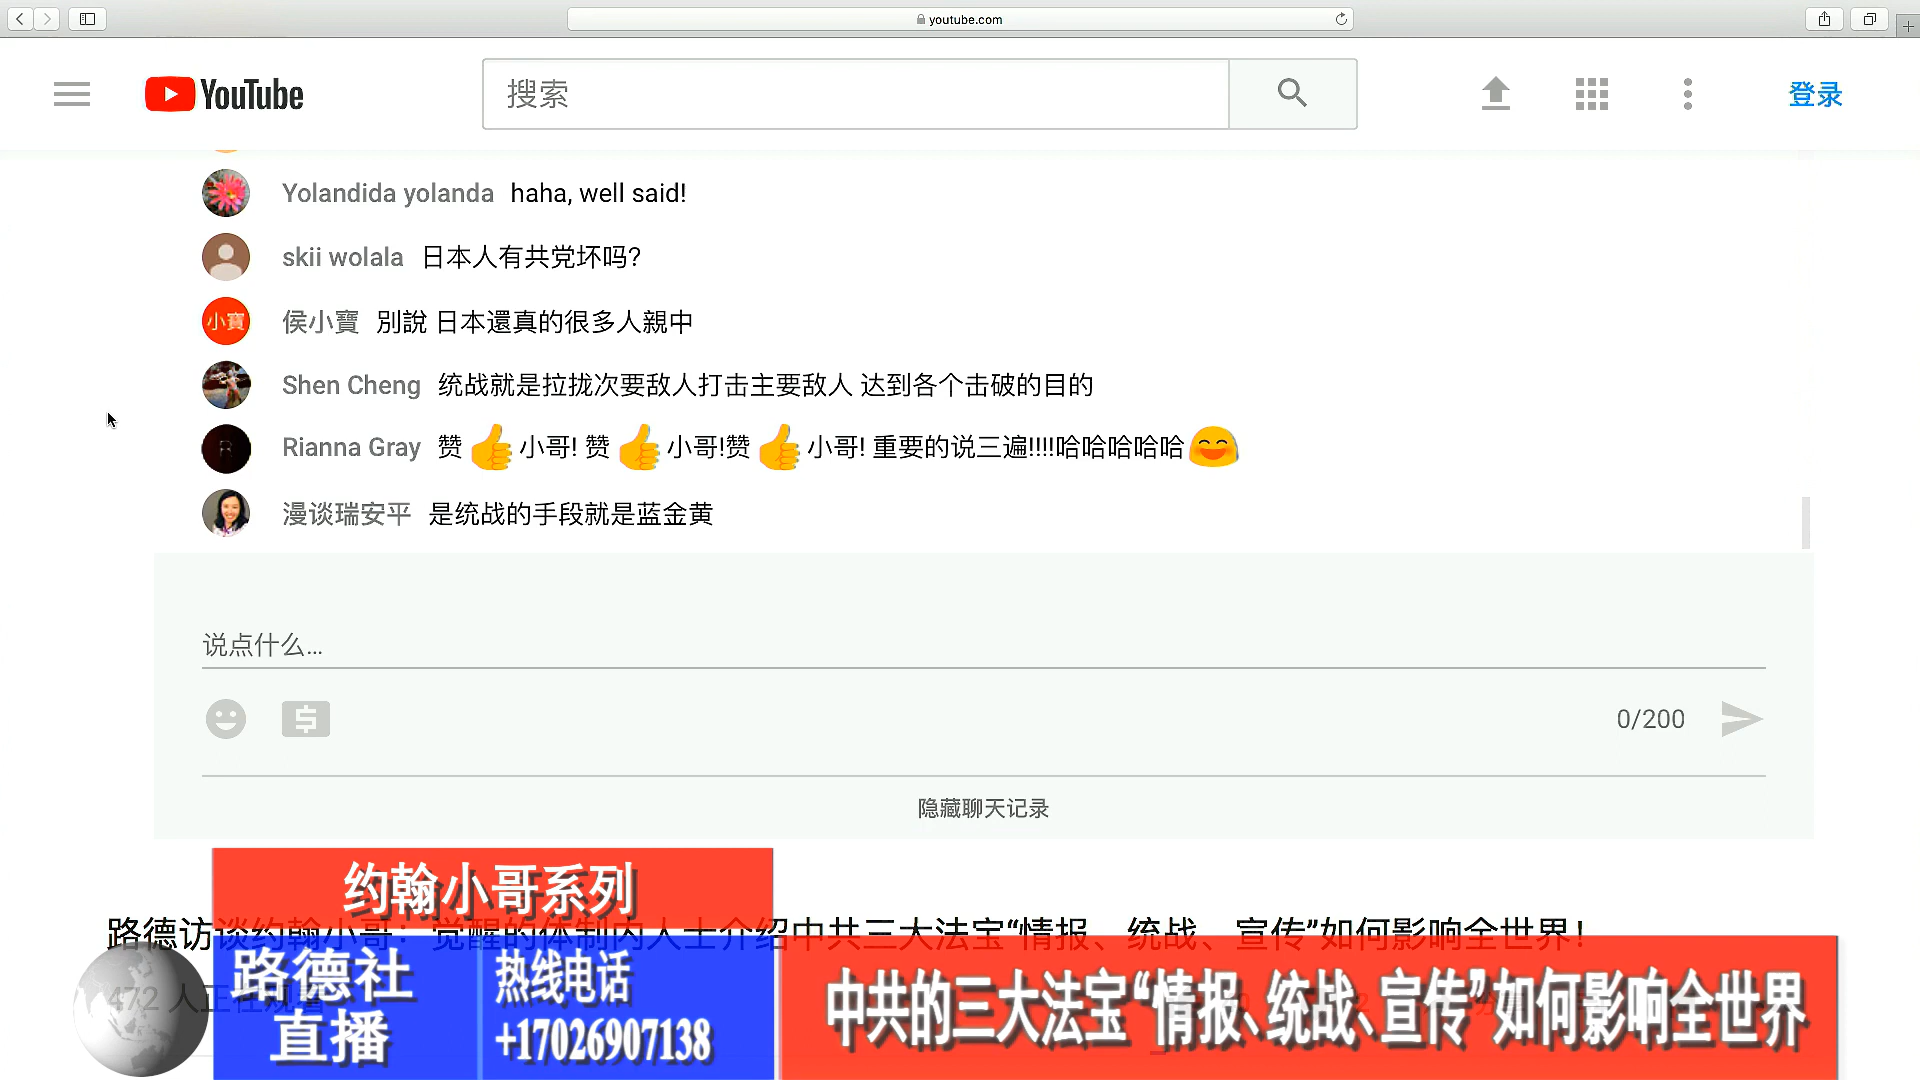 youtube.com
YouTube
搜索
登录
Yolandida yolanda haha, well said!
skii wolala 日本人有共党坏吗?
小寶
侯小寶 別說 日本還真的很多人親中
Shen Cheng 统战就是拉拢次要敌人打击主要敌人 达到各个击破的目的
Rianna Gray 赞👍小哥! 赞👍小哥!赞👍小哥! 重要的说三遍!!!!哈哈哈哈哈😊
漫谈瑞安平 是统战的手段就是蓝金黄
说点什么...
0/200
隐藏聊天记录
约翰小哥系列
路德访谈约翰小哥：觉醒的体制内人士介绍中共三大法宝“情报、统战、宣传”如何影响全世界！
472 人正在观看
路德社
直播
热线电话
+17026907138
中共的三大法宝“情报、统战、宣传”如何影响全世界